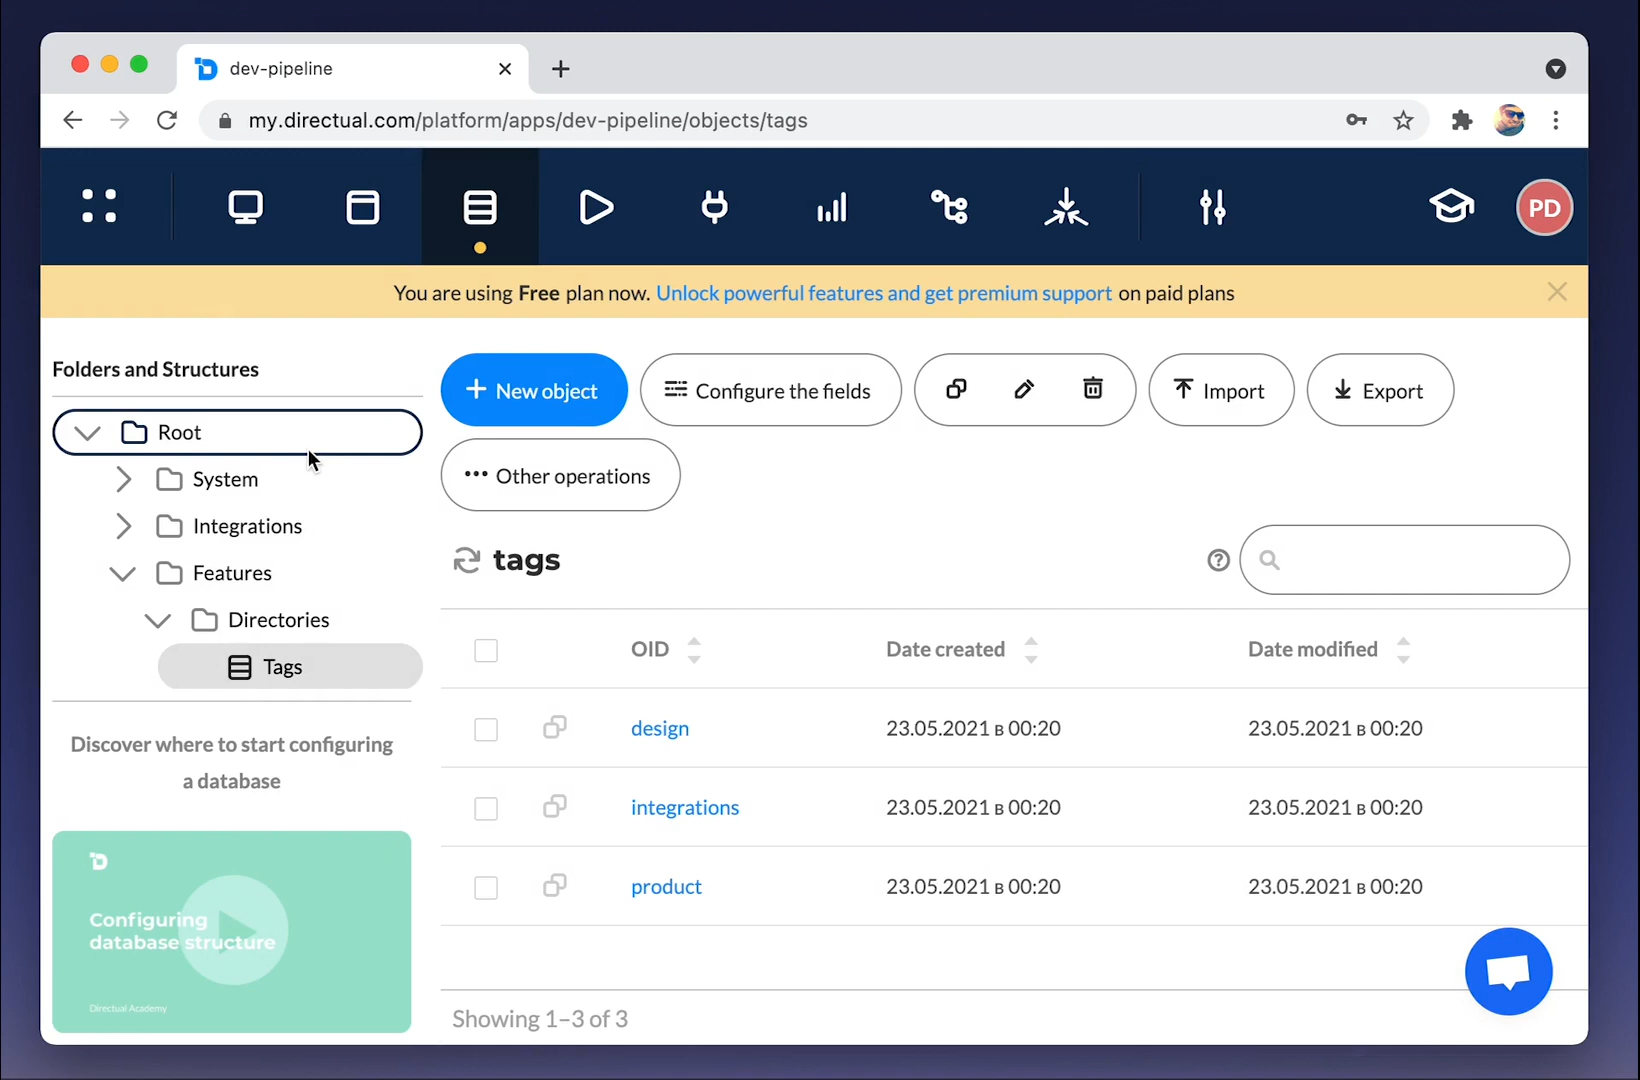 dev-pipeline
my.directual.com/platform/apps/dev-pipeline/objects/tags
PD
You are using Free plan now. Unlock powerful features and get premium support on paid plans
Folders and Structures
Root
System
Integrations
Features
Directories
Tags
Discover where to start configuring
a database
Configuring
database structure
Directual Academy
+ New object
Configure the fields
Import
Export
••• Other operations
tags
OID
Date created
Date modified
design
23.05.2021 в 00:20
23.05.2021 в 00:20
integrations
23.05.2021 в 00:20
23.05.2021 в 00:20
product
23.05.2021 в 00:20
23.05.2021 в 00:20
Showing 1–3 of 3